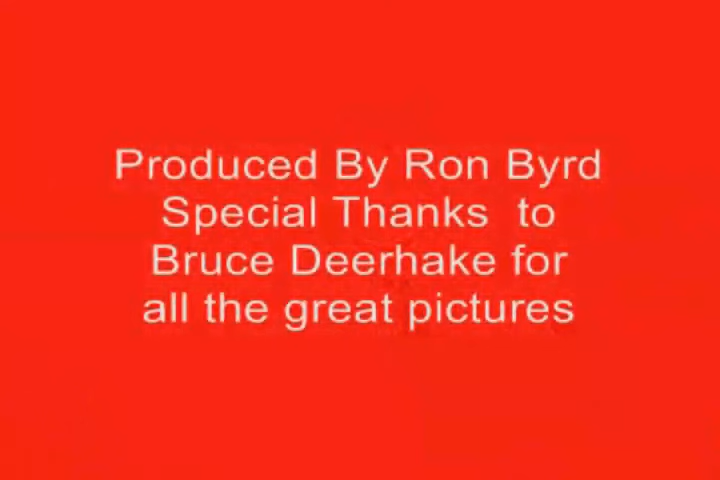 Produced By Ron Byrd
Special Thanks  to
Bruce Deerhake for
all the great pictures